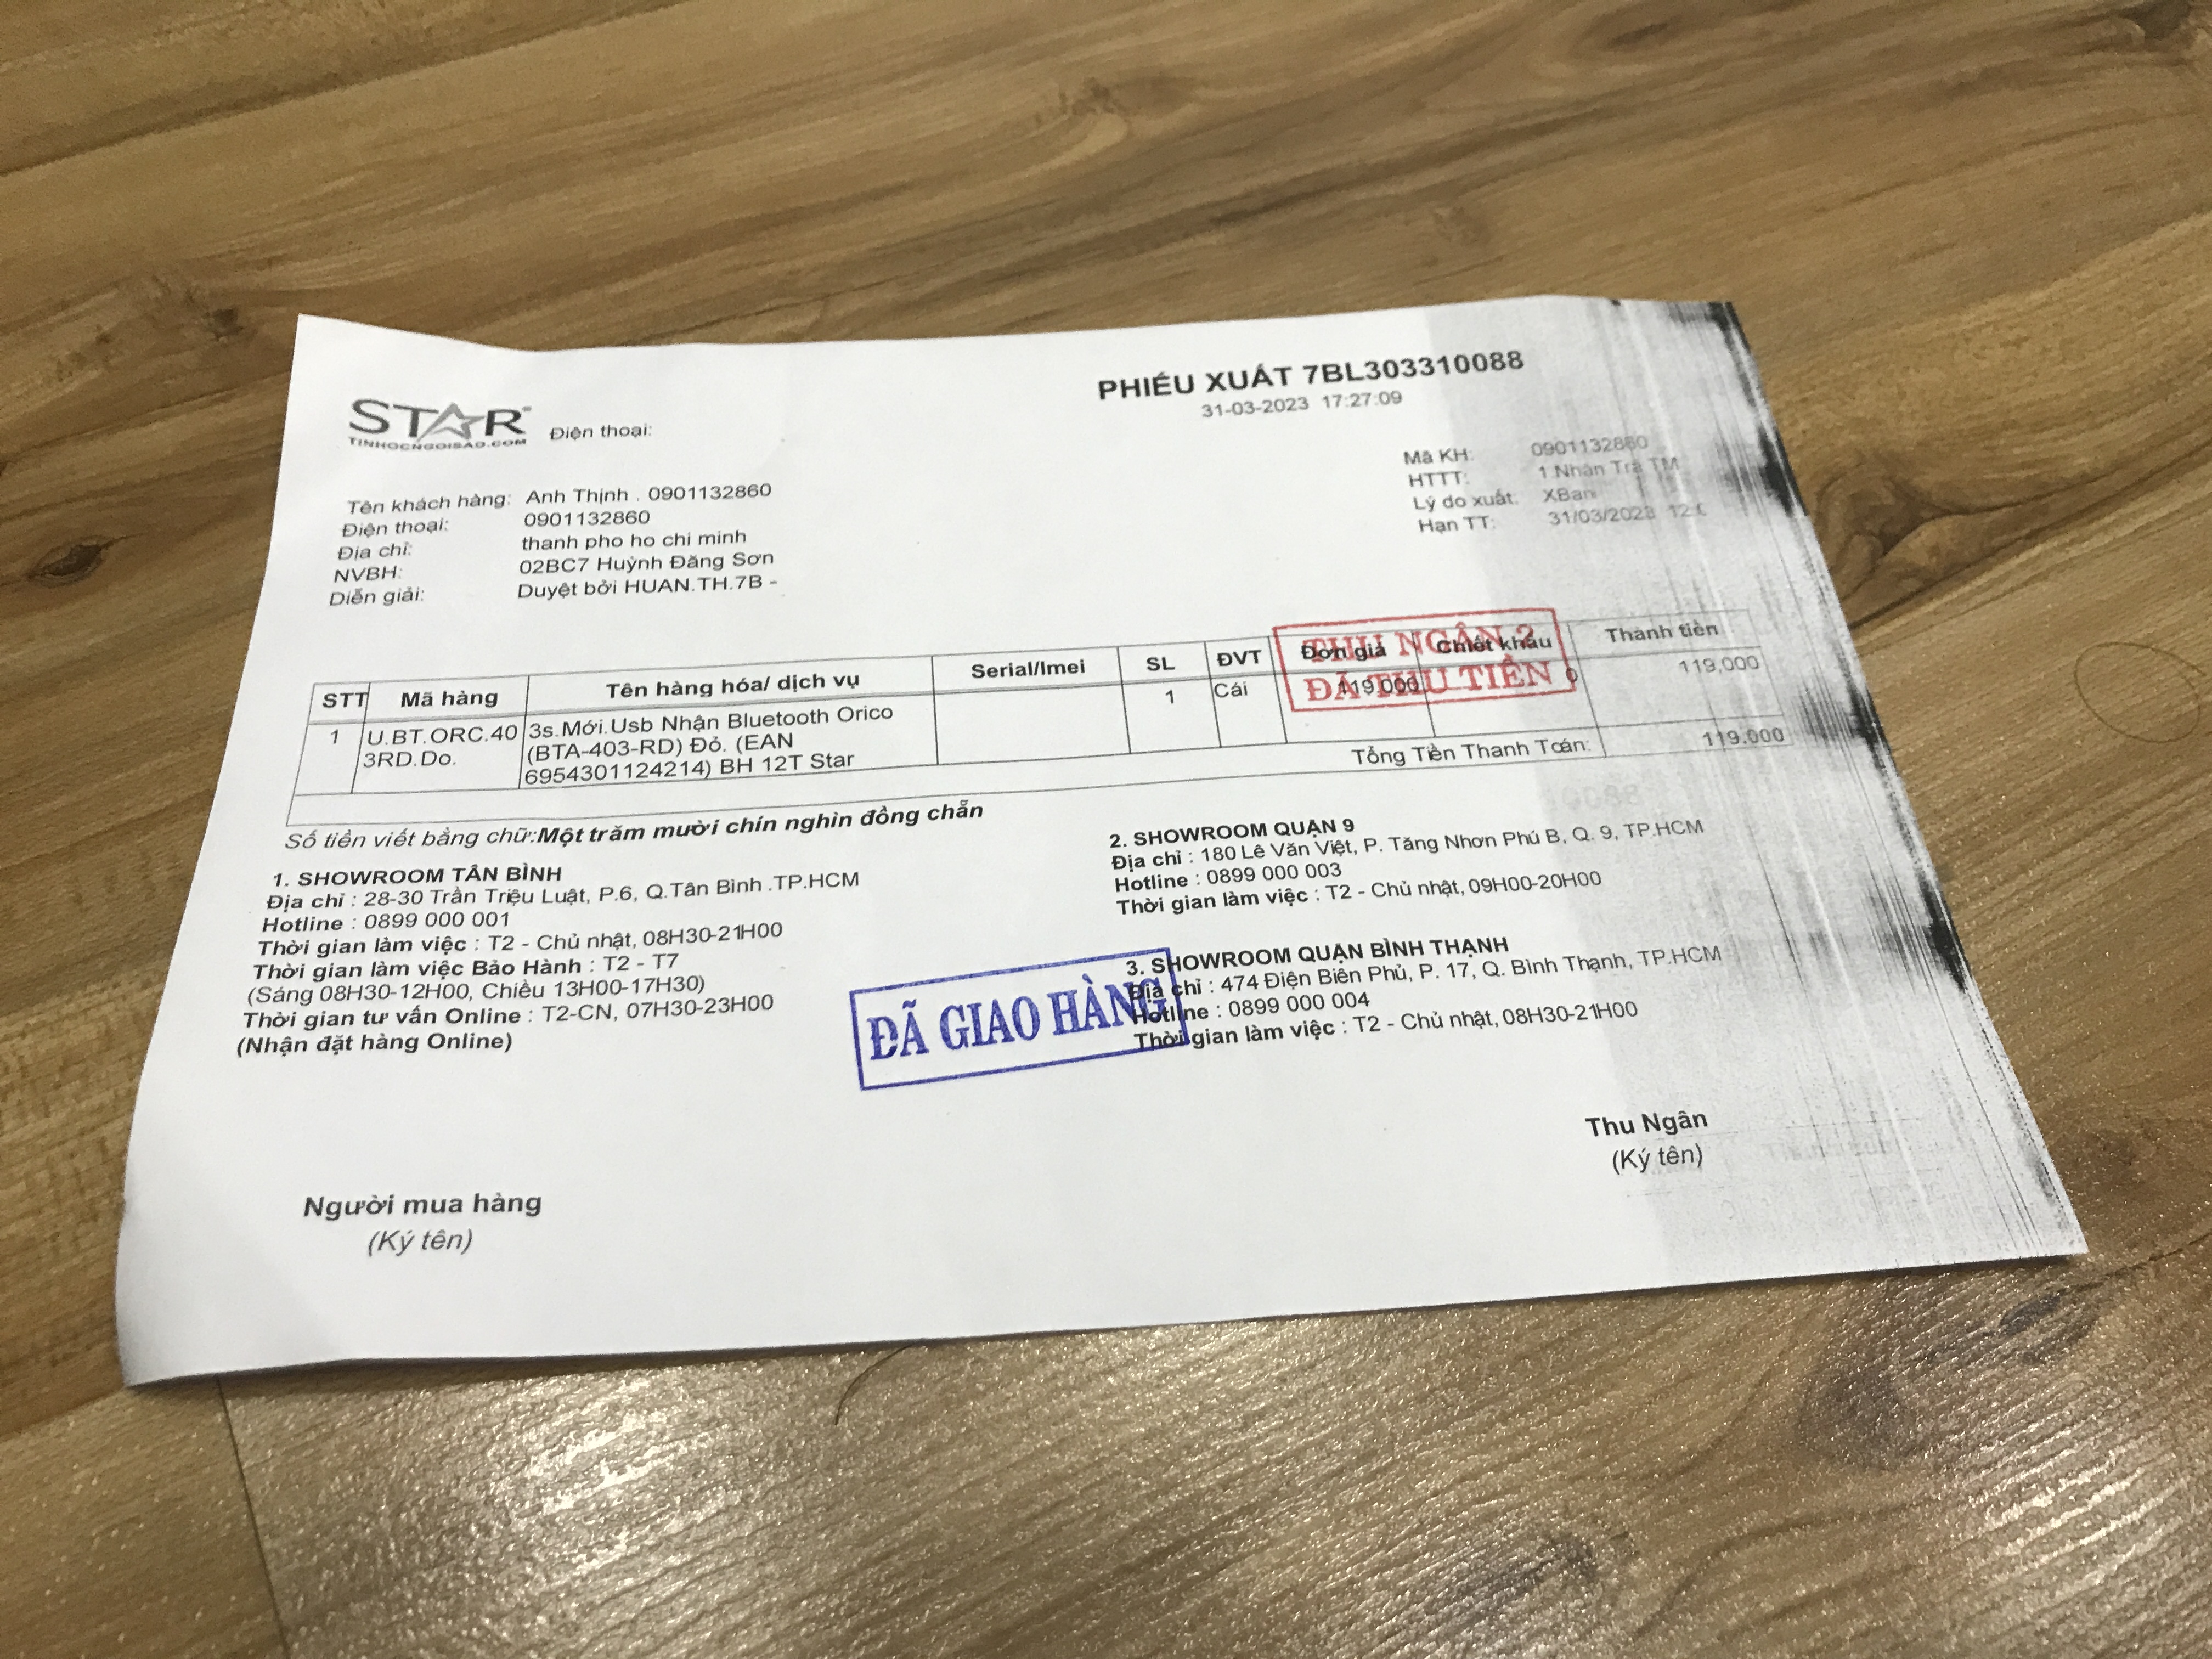 STAR
TINHOCNGOISAO.COM
Điện thoại:
PHIẾU XUẤT 7BL303310088
31-03-2023 17:27:09
Tên khách hàng: Anh Thịnh . 0901132860
Điện thoại: 0901132860
Địa chỉ: thanh pho ho chi minh
NVBH: 02BC7 Huỳnh Đăng Sơn
Diễn giải: Duyệt bởi HUAN.TH.7B -
Mã KH: 0901132860
HTTT: 1.Nhân Trả TM
Lý do xuất: XBan
Hạn TT: 31/03/2023
THU NGÂN 2
ĐÃ THU TIỀN
STT Mã hàng Tên hàng hóa/ dịch vụ Serial/Imei SL ĐVT Đơn giá Chiết khấu Thành tiền
1 U.BT.ORC.40 3s.Mới.Usb Nhận Bluetooth Orico 1 Cái 119,000 0 119,000
3RD.Do. (BTA-403-RD) Đỏ. (EAN
6954301124214) BH 12T Star
Tổng Tiền Thanh Toán: 119.000
Số tiền viết bằng chữ:Một trăm mười chín nghìn đồng chẵn
1. SHOWROOM TÂN BÌNH
Địa chỉ : 28-30 Trần Triệu Luật, P.6, Q.Tân Bình .TP.HCM
Hotline : 0899 000 001
Thời gian làm việc : T2 - Chủ nhật, 08H30-21H00
Thời gian làm việc Bảo Hành : T2 - T7
(Sáng 08H30-12H00, Chiều 13H00-17H30)
Thời gian tư vấn Online : T2-CN, 07H30-23H00
(Nhận đặt hàng Online)
2. SHOWROOM QUẬN 9
Địa chỉ : 180 Lê Văn Việt, P. Tăng Nhơn Phú B, Q. 9, TP.HCM
Hotline : 0899 000 003
Thời gian làm việc : T2 - Chủ nhật, 09H00-20H00
3. SHOWROOM QUẬN BÌNH THẠNH
Địa chỉ : 474 Điện Biên Phủ, P. 17, Q. Bình Thạnh, TP.HCM
Hotline : 0899 000 004
Thời gian làm việc : T2 - Chủ nhật, 08H30-21H00
ĐÃ GIAO HÀNG
Người mua hàng
(Ký tên)
Thu Ngân
(Ký tên)